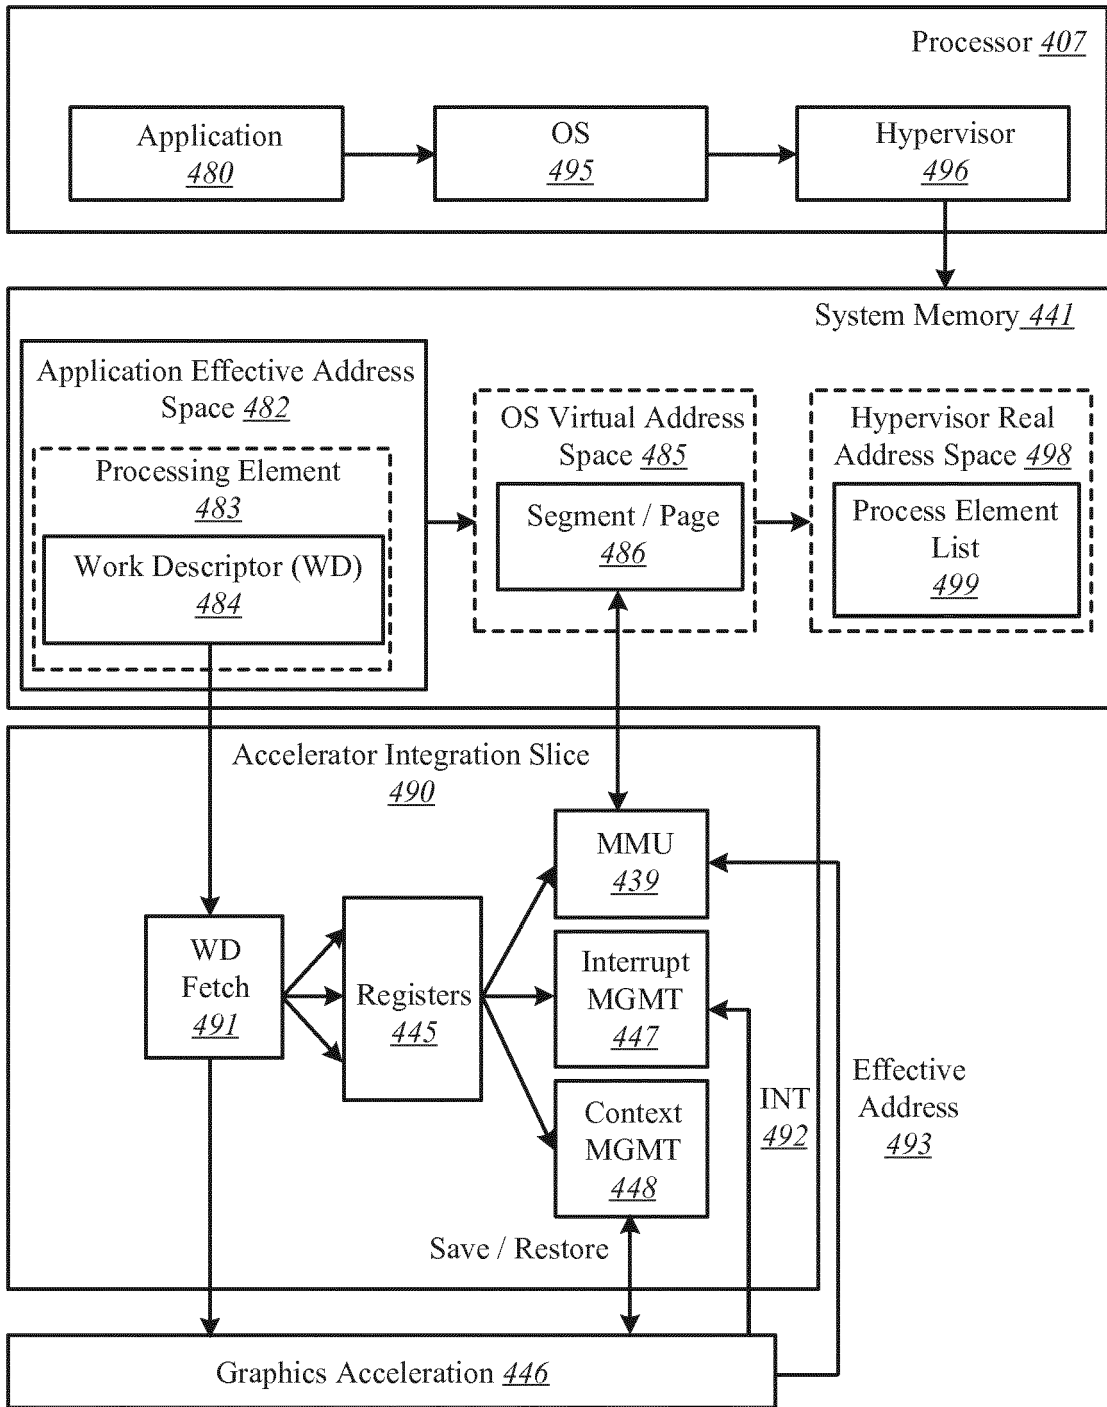 Processor 407
Application
480
OS
495
Hypervisor
496
System Memory 441
Application Effective Address
Space 482
Processing Element
483
Work Descriptor (WD)
484
OS Virtual Address
Space 485
Segment / Page
486
Hypervisor Real
Address Space 498
Process Element
List
499
Accelerator Integration Slice
490
MMU
439
WD
Fetch
491
Registers
445
Interrupt
MGMT
447
Context
MGMT
448
INT
492
Effective
Address
493
Save / Restore
Graphics Acceleration 446